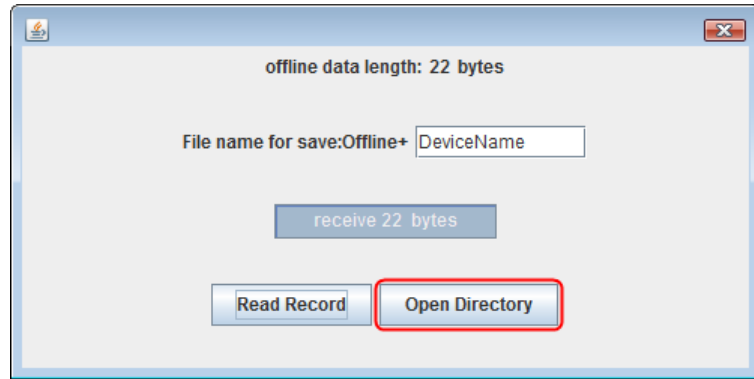 offline data length: 22 bytes
File name for save:Offline+ DeviceName
receive 22 bytes
Read Record Open Directory